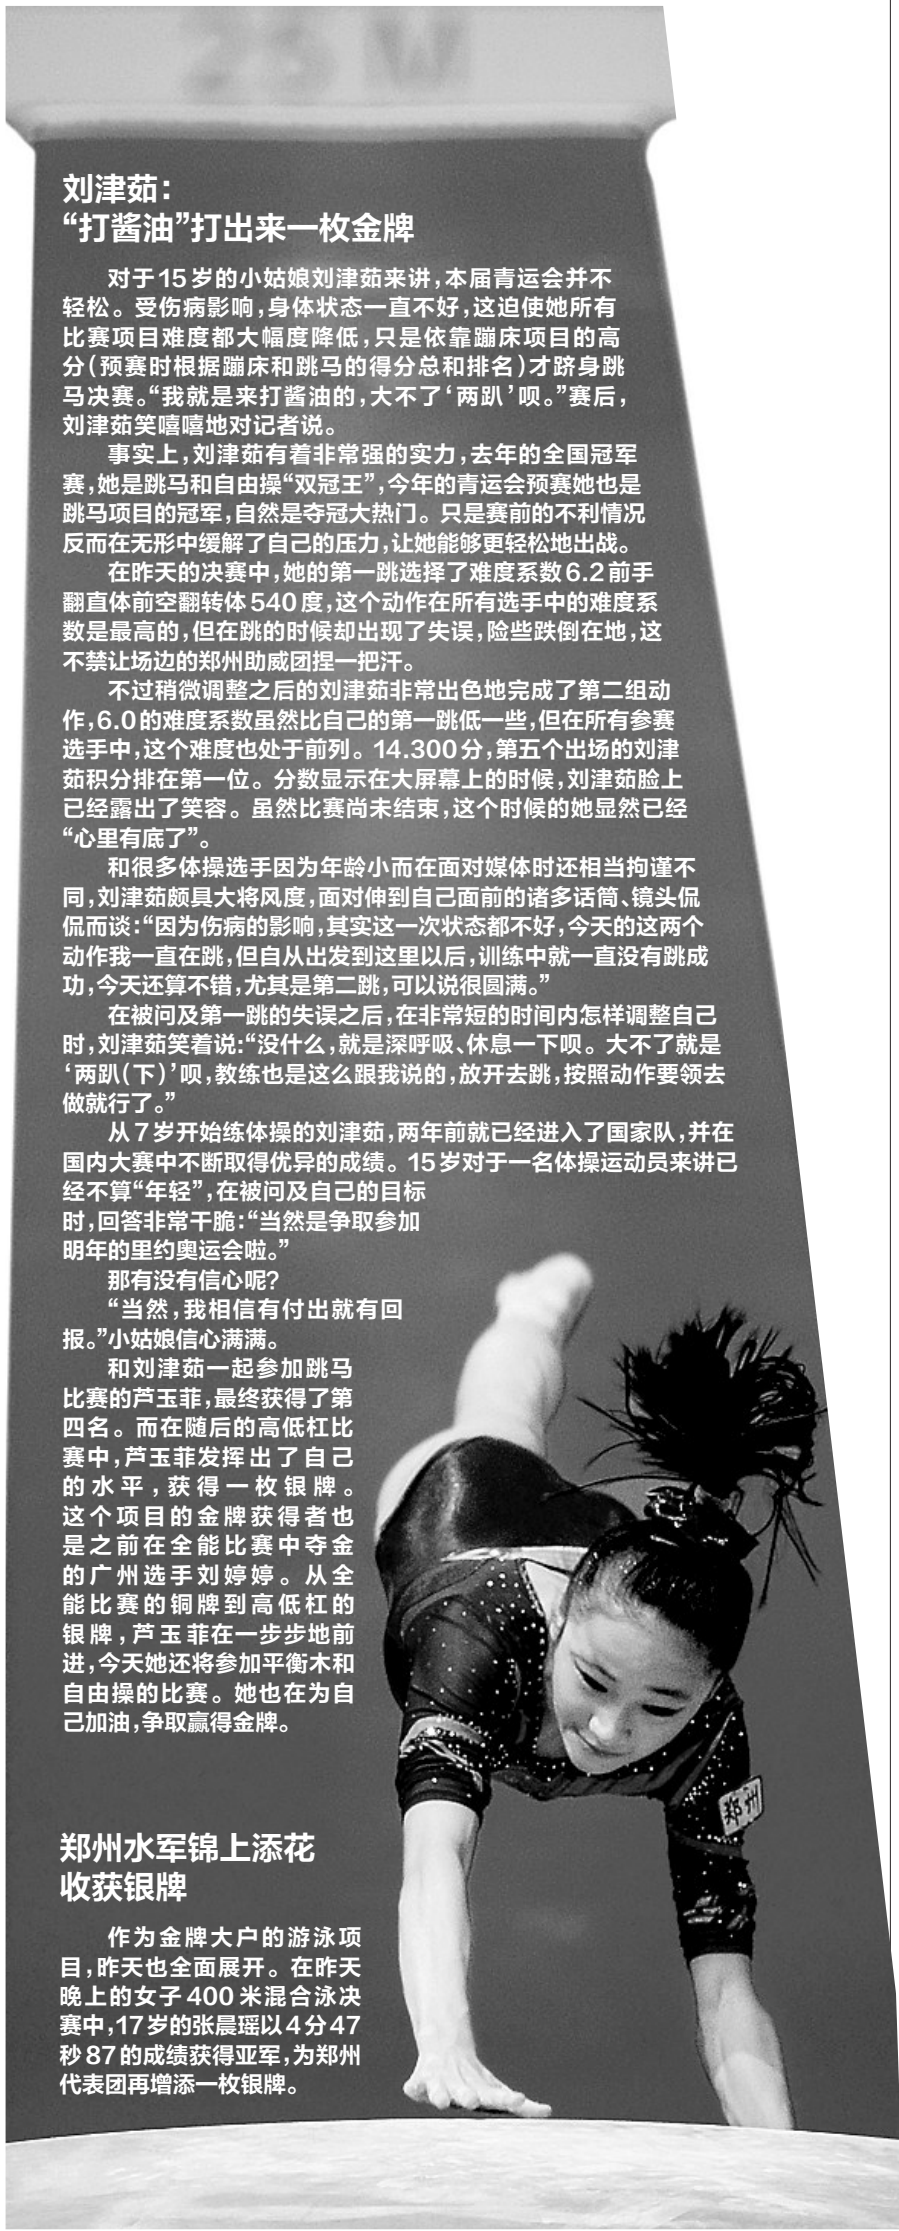 25 W
刘津茹：
“打酱油”打出来一枚金牌
对于15岁的小姑娘刘津茹来讲，本届青运会并不
轻松。受伤病影响，身体状态一直不好，这迫使她所有
比赛项目难度都大幅度降低，只是依靠蹦床项目的高
分（预赛时根据蹦床和跳马的得分总和排名）才跻身跳
马决赛。“我就是来打酱油的，大不了‘两趴’呗。”赛后，
刘津茹笑嘻嘻地对记者说。
事实上，刘津茹有着非常强的实力，去年的全国冠军
赛，她是跳马和自由操“双冠王”，今年的青运会预赛她也是
跳马项目的冠军，自然是夺冠大热门。只是赛前的不利情况
反而在无形中缓解了自己的压力，让她能够更轻松地出战。
在昨天的决赛中，她的第一跳选择了难度系数6.2前手
翻直体前空翻转体540度，这个动作在所有选手中的难度系
数是最高的，但在跳的时候却出现了失误，险些跌倒在地，这
不禁让场边的郑州助威团捏一把汗。
不过稍微调整之后的刘津茹非常出色地完成了第二组动
作，6.0的难度系数虽然比自己的第一跳低一些，但在所有参赛
选手中，这个难度也处于前列。14.300分，第五个出场的刘津
茹积分排在第一位。分数显示在大屏幕上的时候，刘津茹脸上
已经露出了笑容。虽然比赛尚未结束，这个时候的她显然已经
“心里有底了”。
和很多体操选手因为年龄小而在面对媒体时还相当拘谨不
同，刘津茹颇具大将风度，面对伸到自己面前的诸多话筒、镜头侃
侃而谈：“因为伤病的影响，其实这一次状态都不好，今天的这两个
动作我一直在跳，但自从出发到这里以后，训练中就一直没有跳成
功，今天还算不错，尤其是第二跳，可以说很圆满。”
在被问及第一跳的失误之后，在非常短的时间内怎样调整自己
时，刘津茹笑着说：“没什么，就是深呼吸、休息一下呗。大不了就是
‘两趴（下）’呗，教练也是这么跟我说的，放开去跳，按照动作要领去
做就行了。”
从7岁开始练体操的刘津茹，两年前就已经进入了国家队，并在
国内大赛中不断取得优异的成绩。15岁对于一名体操运动员来讲已
经不算“年轻”，在被问及自己的目标
时，回答非常干脆：“当然是争取参加
明年的里约奥运会啦。”
那有没有信心呢？
“当然，我相信有付出就有回
报。”小姑娘信心满满。
和刘津茹一起参加跳马
比赛的芦玉菲，最终获得了第
四名。而在随后的高低杠比
赛中，芦玉菲发挥出了自己
的水平，获得一枚银牌。
这个项目的金牌获得者也
是之前在全能比赛中夺金
的广州选手刘婷婷。从全
能比赛的铜牌到高低杠的
银牌，芦玉菲在一步步地前
进，今天她还将参加平衡木和
自由操的比赛。她也在为自
己加油，争取赢得金牌。
郑州
郑州水军锦上添花
收获银牌
作为金牌大户的游泳项
目，昨天也全面展开。在昨天
晚上的女子400米混合泳决
赛中，17岁的张晨瑶以4分47
秒87的成绩获得亚军，为郑州
代表团再增添一枚银牌。